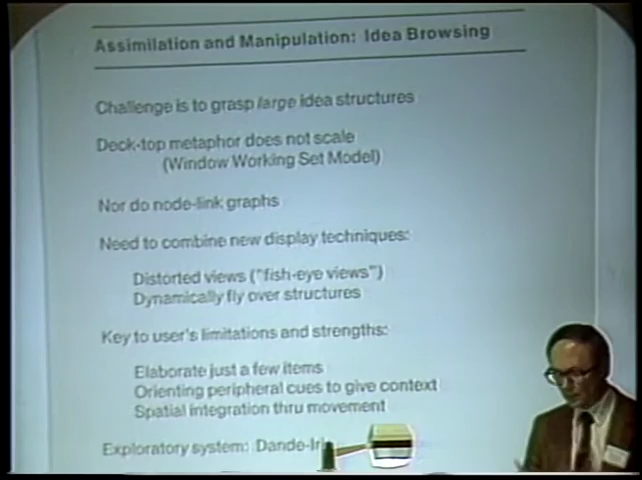 Assimilation and Manipulation: Idea Browsing
Challenge is to grasp large idea structures
Deck-top metaphor does not scale
(Window Working Set Model)
Nor do node-link graphs
Need to combine new display techniques:
Distorted views ("fish-eye views")
Dynamically fly over structures
Key to user's limitations and strengths:
Elaborate just a few items
Orienting peripheral cues to give context
Spatial integration thru movement
Exploratory system: